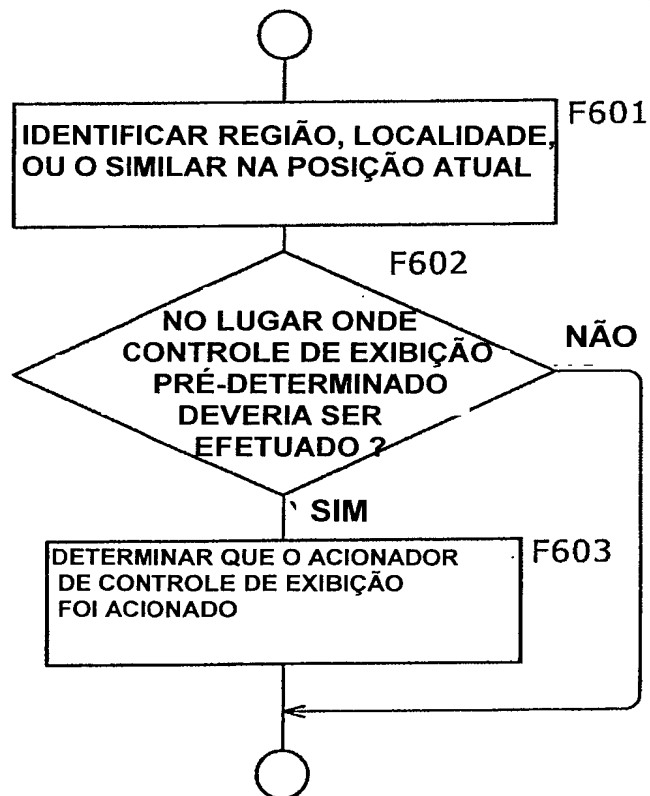 F601
IDENTIFICAR REGIÃO, LOCALIDADE,
OU O SIMILAR NA POSIÇÃO ATUAL
F602
NO LUGAR ONDE
CONTROLE DE EXIBIÇÃO
PRÉ-DETERMINADO
DEVERIA SER
EFETUADO ?
NÃO
SIM
F603
DETERMINAR QUE O ACIONADOR
DE CONTROLE DE EXIBIÇÃO
FOI ACIONADO